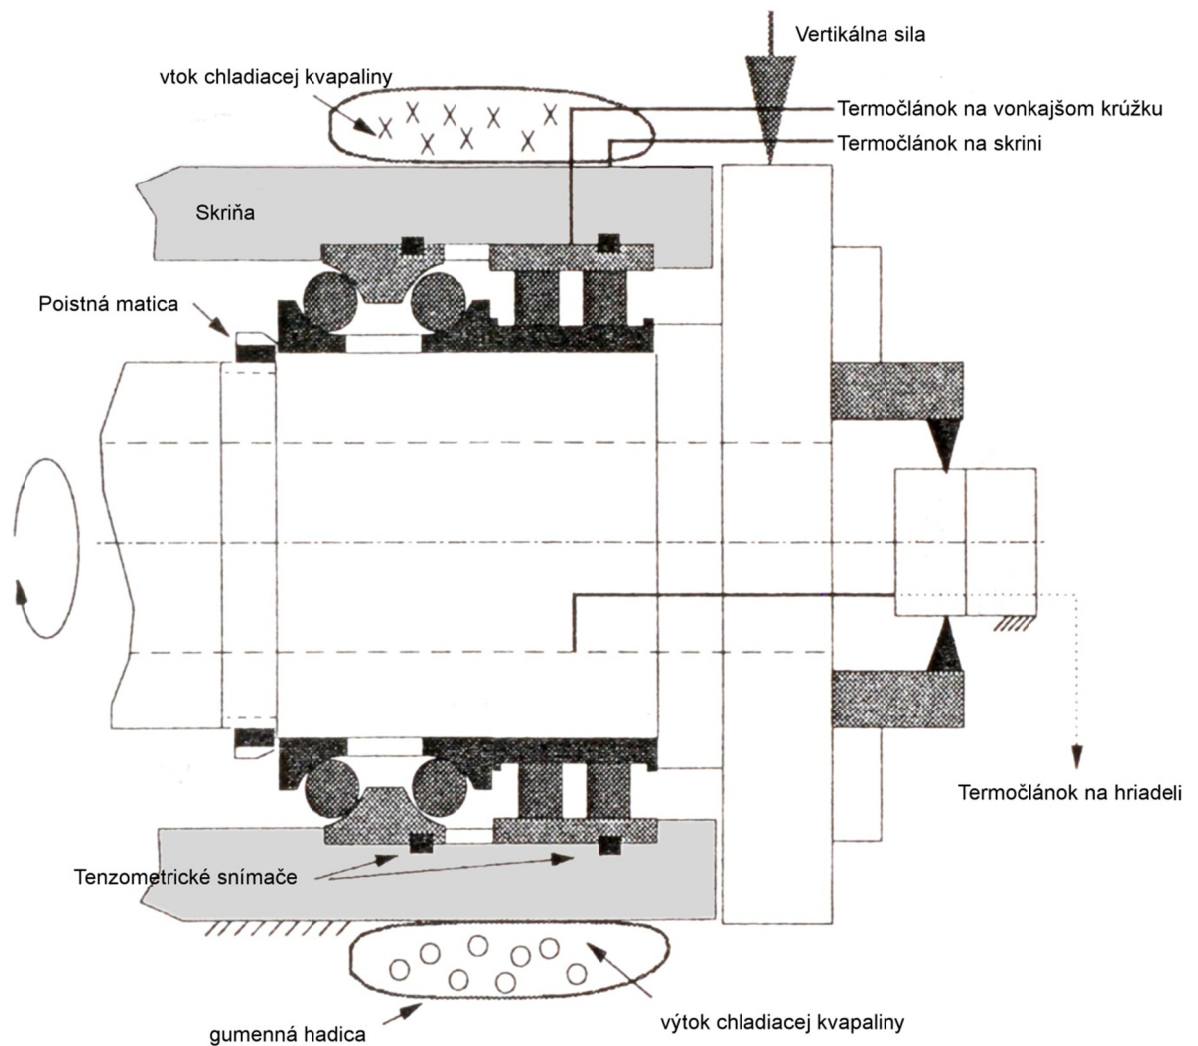 Vertikálna sila
vtok chladiacej kvapaliny
Termočlánok na vonkajšom krúžku
Termočlánok na skrini
Skriňa
Poistná matica
Termočlánok na hriadeli
Tenzometrické snímače
výtok chladiacej kvapaliny
gumenná hadica